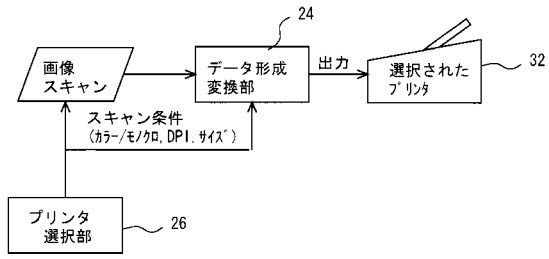 24
画像
スキャン
データ形成
変換部
出力
選択された
プリンタ
32
スキャン条件
(カラー/モノクロ,DPI,サイズ)
プリンタ
選択部
26